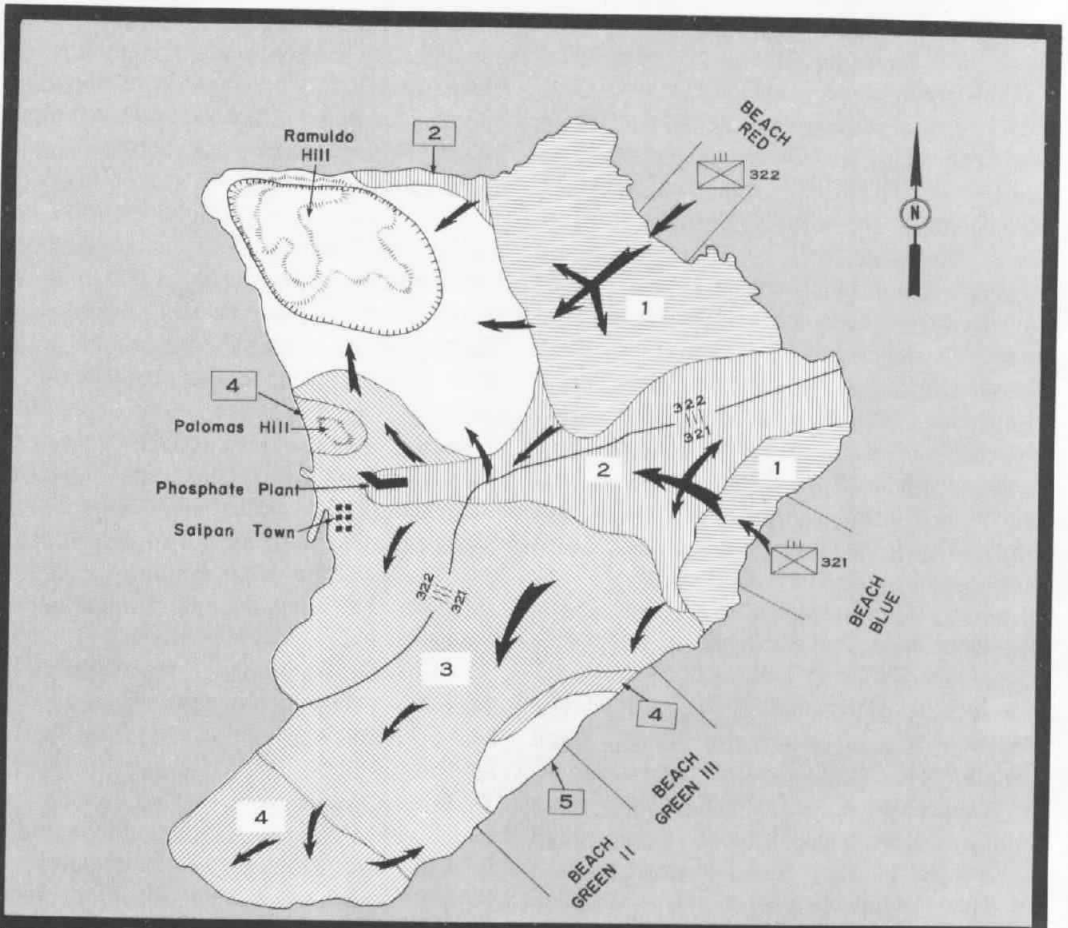 Ramuldo
Hill
2
BEACH
RED
322
N
1
4
Palomas Hill
322
321
2
1
Phosphate Plant
Saipan Town
321
322
321
BEACH
BLUE
3
4
BEACH
GREEN III
5
4
BEACH
GREEN II